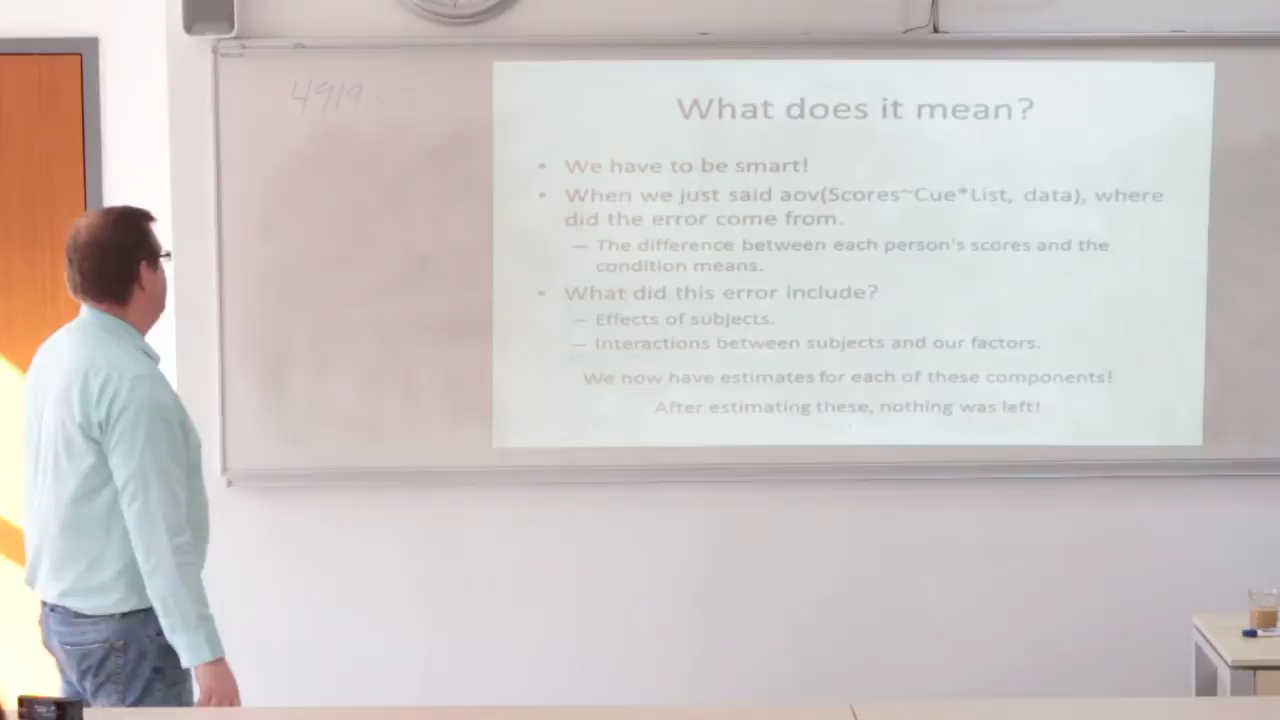 4919
What does it mean?
• We have to be smart!
• When we just said aov(Scores~Cue*List, data), where
did the error come from.
– The difference between each person's scores and the
condition means.
• What did this error include?
– Effects of subjects.
– Interactions between subjects and our factors.
We now have estimates for each of these components!
After estimating these, nothing was left!